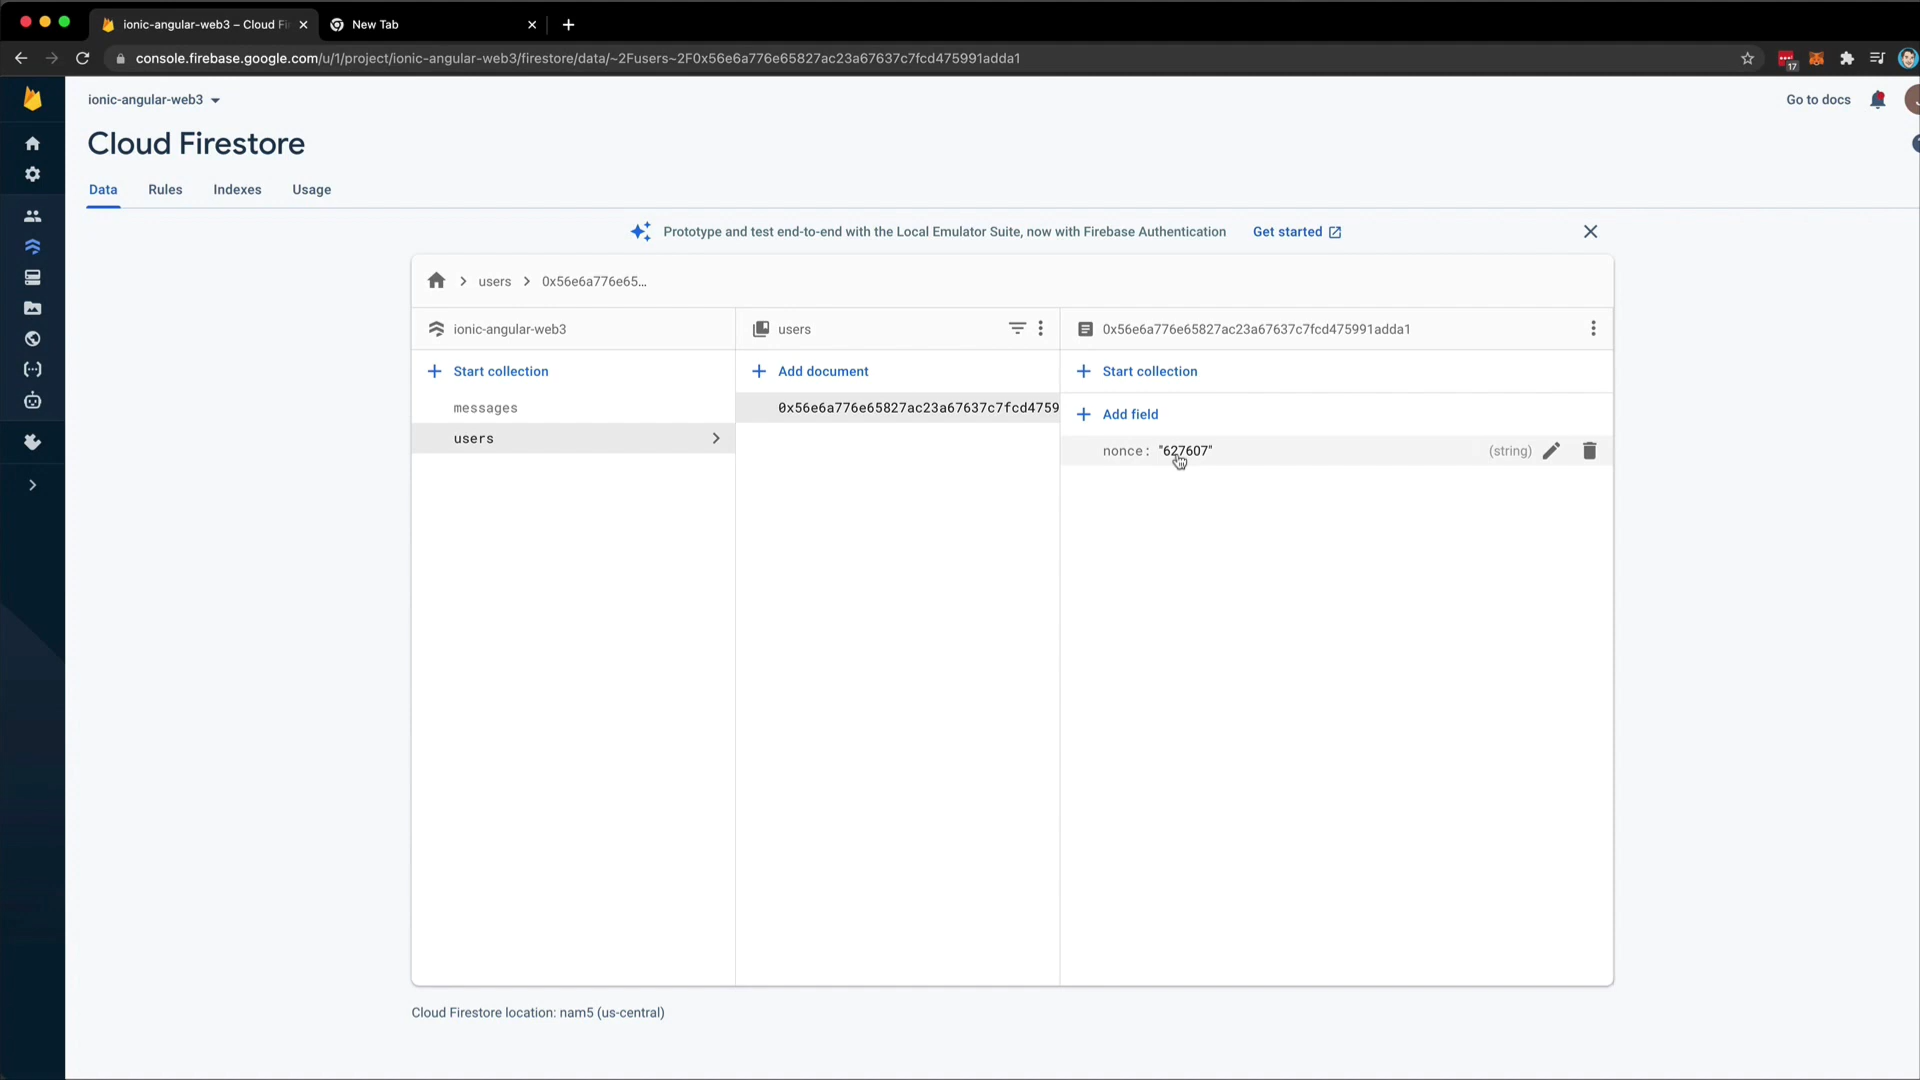 ionic-angular-web3 – Cloud Fi
New Tab
console.firebase.google.com/u/1/project/ionic-angular-web3/firestore/data/~2Fusers~2F0x56e6a776e65827ac23a67637c7fcd475991adda1
17
ionic-angular-web3
Go to docs
Cloud Firestore
Data
Rules
Indexes
Usage
Prototype and test end-to-end with the Local Emulator Suite, now with Firebase Authentication
Get started
users
0x56e6a776e65...
ionic-angular-web3
users
0x56e6a776e65827ac23a67637c7fcd475991adda1
Start collection
Add document
Start collection
messages
0x56e6a776e65827ac23a67637c7fcd4759
Add field
users
nonce: "627607"
(string)
Cloud Firestore location: nam5 (us-central)